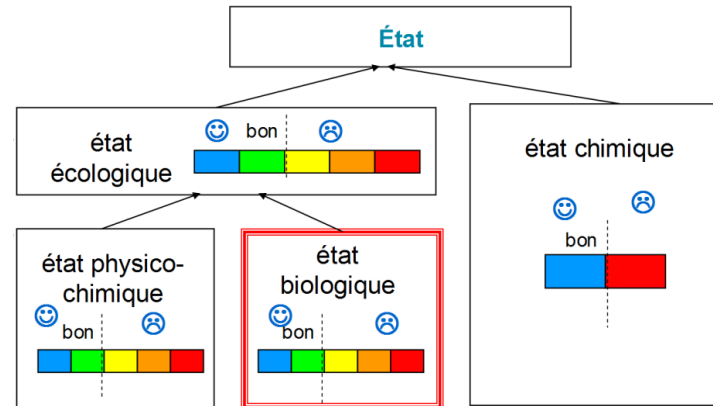 État
bon
état
écologique
état chimique
bon
état physico-
chimique
bon
état
biologique
bon